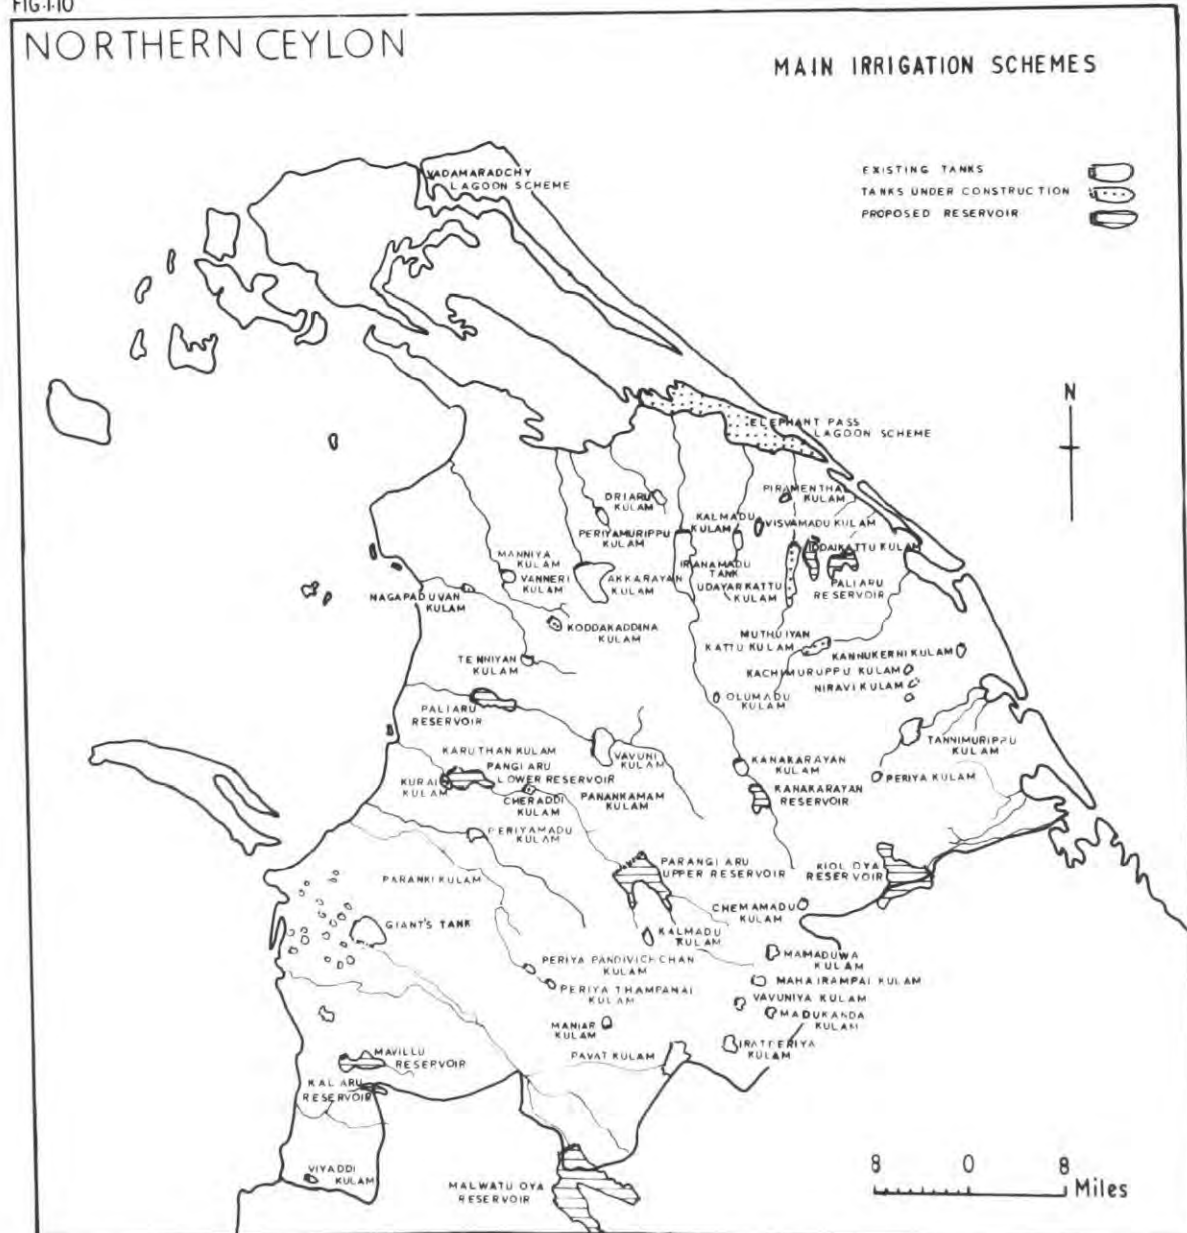 FIG.1.10
NORTHERN CEYLON
MAIN IRRIGATION SCHEMES
EXISTING TANKS
TANKS UNDER CONSTRUCTION
PROPOSED RESERVOIR
VADAMARADCHY
LAGOON SCHEME
N
ELEPHANT PASS
LAGOON SCHEME
PIRAMENTHAL
KULAM
DRIARU
KULAM
PERIYAMURIPPU
KULAM
KALMADU
KULAM
VISVAMADU KULAM
IDDAIKATTU KULAM
MANNIYA
KULAM
VANNERI
KULAM
AKKARAYAN
KULAM
IRANAMADU
TANK
UDAYARKATTU
KULAM
PALIARU
RESERVOIR
NAGAPADUVAN
KULAM
KODDAKADDINA
KULAM
MUTHUIYAN
KATTU KULAM
KANNUKERNI KULAM
KACHIMURUPPU KULAM
NIRAVI KULAM
TENNIYAN
KULAM
OLUMADU
KULAM
PALIARU
RESERVOIR
TANNIMURIPPU
KULAM
KARUTHAN KULAM
VAVUNI
KULAM
KANAKARAYAN
KULAM
PERIYA KULAM
PANGI ARU
LOWER RESERVOIR
KURAI
KULAM
CHERADDI
KULAM
PANANKAMAM
KULAM
KANAKARAYAN
RESERVOIR
PERIYAMADU
KULAM
PARANGI ARU
UPPER RESERVOIR
KIOL OYA
RESERVOIR
PARANKI KULAM
CHEMAMADU
KULAM
GIANT'S TANK
KALMADU
KULAM
MAMADUWA
KULAM
PERIYA PANDIVICHCHAN
KULAM
MAHAIRAMPAI KULAM
PERIYA THAMPANAI
KULAM
VAVUNIYA KULAM
MADUKANDA
KULAM
MANIAR
KULAM
IRATPERIYA
KULAM
PAVAT KULAM
MAVILLU
RESERVOIR
KAL ARU
RESERVOIR
VIYADDI
KULAM
MALWATU OYA
RESERVOIR
8 0 8
Miles